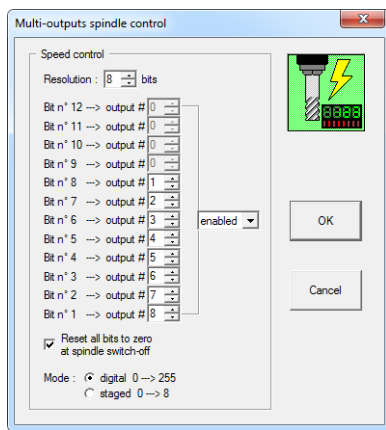 Multi-outputs spindle control
Speed control
Resolution : 8 bits
Bit n° 12 ---> output # 0
Bit n° 11 ---> output # 0
Bit n° 10 ---> output # 0
Bit n° 9 ---> output # 0
Bit n° 8 ---> output # 1
Bit n° 7 ---> output # 2
Bit n° 6 ---> output # 3
Bit n° 5 ---> output # 4
Bit n° 4 ---> output # 5
Bit n° 3 ---> output # 6
Bit n° 2 ---> output # 7
Bit n° 1 ---> output # 8
enabled
Reset all bits to zero
at spindle switch-off
Mode : digital 0 ---> 255
staged 0 ---> 8
8888
OK
Cancel